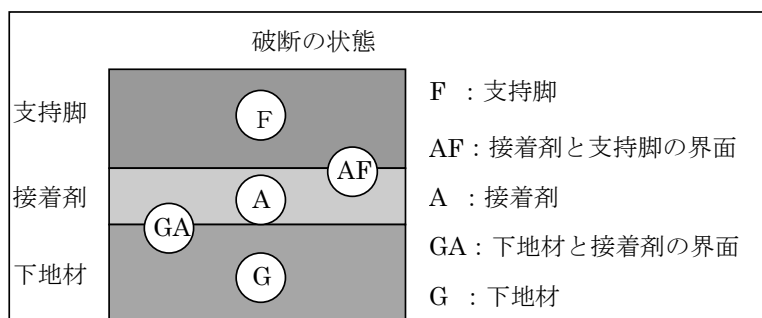 破断の状態
支持脚
接着剤
下地材
F
AF
A
GA
G
F ：支持脚
AF：接着剤と支持脚の界面
A ：接着剤
GA：下地材と接着剤の界面
G ：下地材